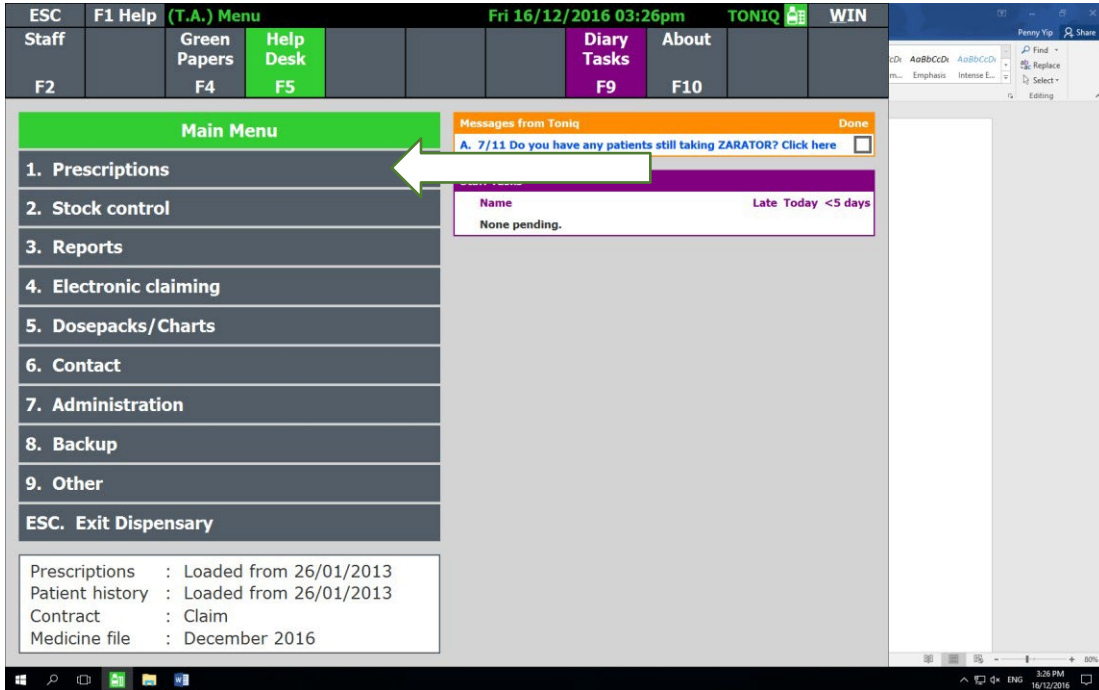 ESC F1 Help (T.A.) Menu Fri 16/12/2016 03:26pm TONIQ WIN
Staff Green Papers Help Desk Diary Tasks About
F2 F4 F5 F9 F10
Main Menu
1. Prescriptions
2. Stock control
3. Reports
4. Electronic claiming
5. Dosepacks/Charts
6. Contact
7. Administration
8. Backup
9. Other
ESC. Exit Dispensary
Prescriptions : Loaded from 26/01/2013
Patient history : Loaded from 26/01/2013
Contract : Claim
Medicine file : December 2016
Messages from Toniq Done
A. 7/11 Do you have any patients still taking ZARATOR? Click here
Name Late Today <5 days
None pending.
Penny Yip Share
AaBbCcDc AaBbCcDc
Emphasis Intense E...
Find
Replace
Select
Editing
80%
ENG 3:26 PM
16/12/2016